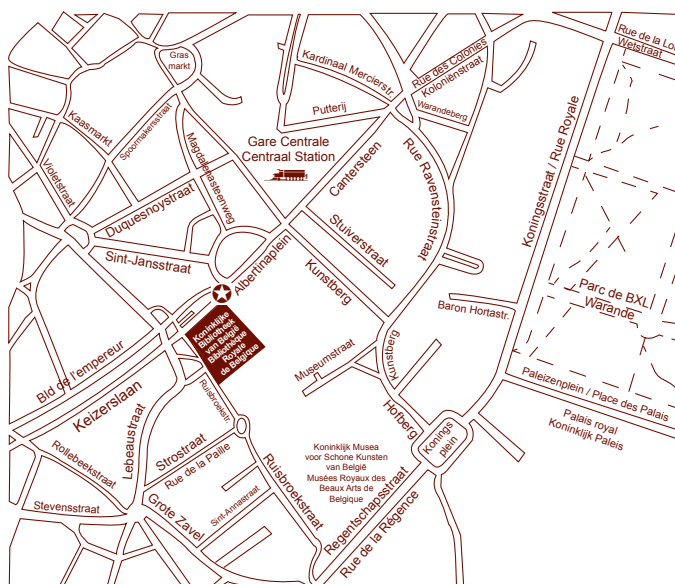 Gras
markt
Kardinaal Mercierstr.
Rue des Colonies
Koloniënstraat
Rue de la Loi
Wetstraat
Kaasmarkt
Spoormakersstraat
Putterij
Warandeberg
Magdalenasteenweg
Gare Centrale
Centraal Station
Cantersteen
Rue Ravensteinstraat
Koningsstraat / Rue Royale
Violetstraat
Duquesnoystraat
Stuiverstraat
Sint-Jansstraat
Albertinaplein
Kunstberg
Parc de BXL
Warande
Baron Hortastr.
Koninklijke
Bibliotheek
van België
Bibliothèque
Royale
de Belgique
Bld de l'empereur
Keizerslaan
Museumstraat
Kunstberg
Paleizenplein / Place des Palais
Palais royal
Koninklijk Paleis
Ruisbroekstr.
Hofberg
Konings
plein
Lebeaustraat
Rollebeekstraat
Strostraat
Rue de la Paille
Koninklijk Musea
voor Schone Kunsten
van België
Musées Royaux des
Beaux Arts de
Belgique
Ruisbroekstraat
Stevensstraat
Grote Zavel
Sint-Annastraat
Regentschapsstraat
Rue de la Régence